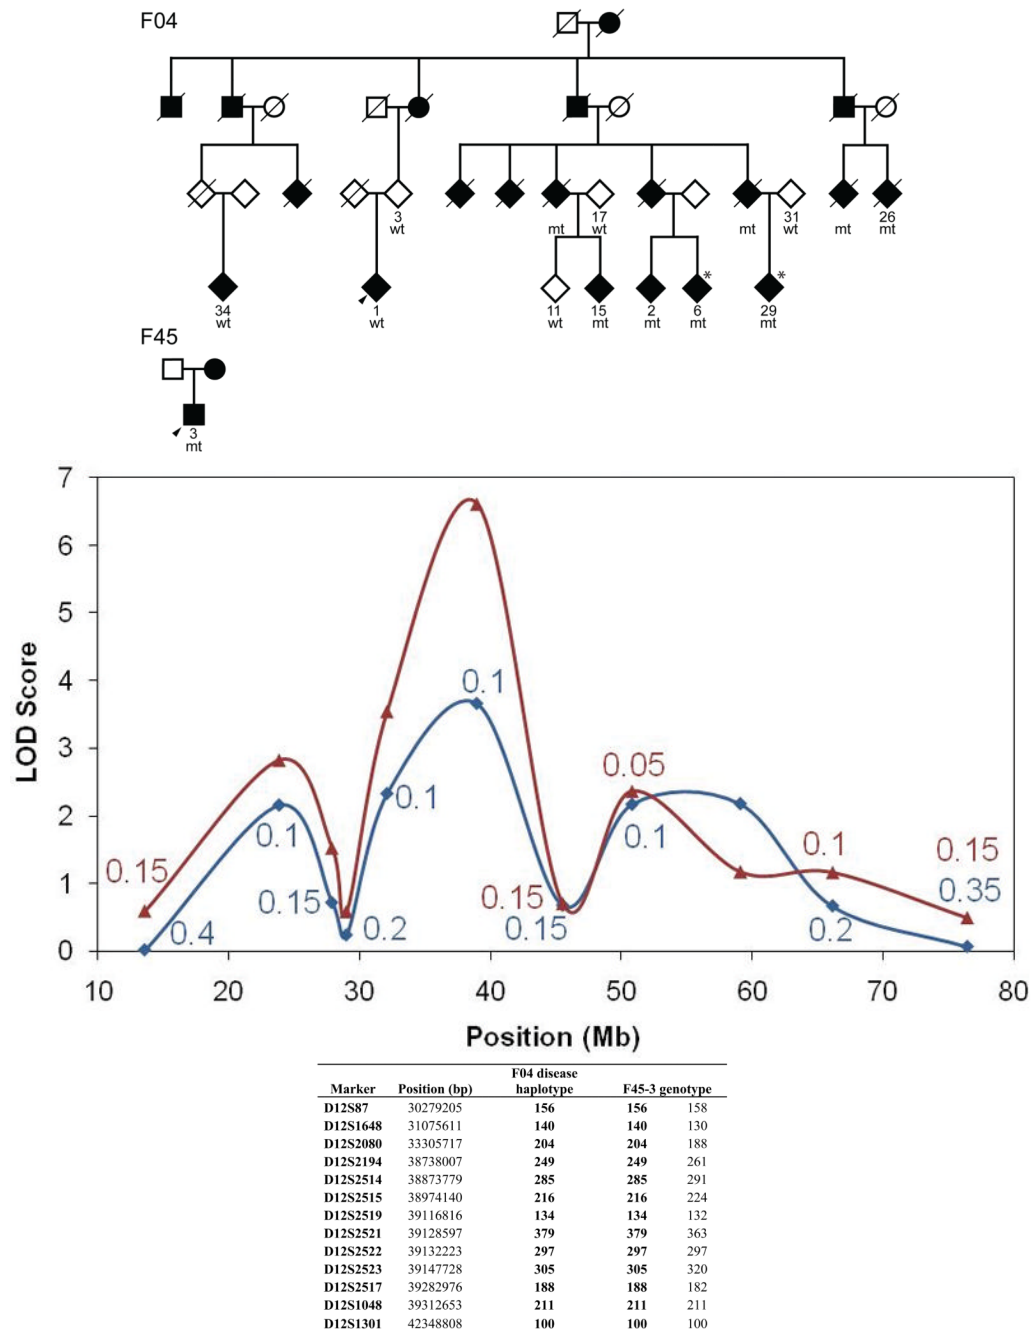 F04
3 17 31 26
wt mt wt mt wt mt mt
* *
34 1 11 15 2 6 29
wt wt wt mt mt mt mt
F45
3
mt
7
6
5
4
3
2
1
0
LOD Score
0.1
0.05
0.1
0.1
0.1
0.1
0.15
0.15
0.15
0.15
0.35
0.4
0.2
0.15
0.2
10 20 30 40 50 60 70 80
Position (Mb)
F04 disease
Marker Position (bp) haplotype F45-3 genotype
D12S87 30279205 156 156 158
D12S1648 31075611 140 140 130
D12S2080 33305717 204 204 188
D12S2194 38738007 249 249 261
D12S2514 38873779 285 285 291
D12S2515 38974140 216 216 224
D12S2519 39116816 134 134 132
D12S2521 39128597 379 379 363
D12S2522 39132223 297 297 297
D12S2523 39147728 305 305 320
D12S2517 39282976 188 188 182
D12S1048 39312653 211 211 211
D12S1301 42348808 100 100 100